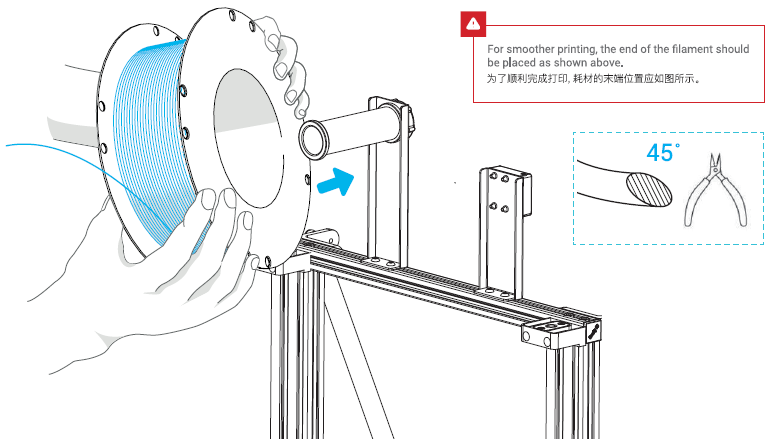 For smoother printing, the end of the filament should
be placed as shown above.
为了顺利完成打印, 耗材的末端位置应如图所示。
45°